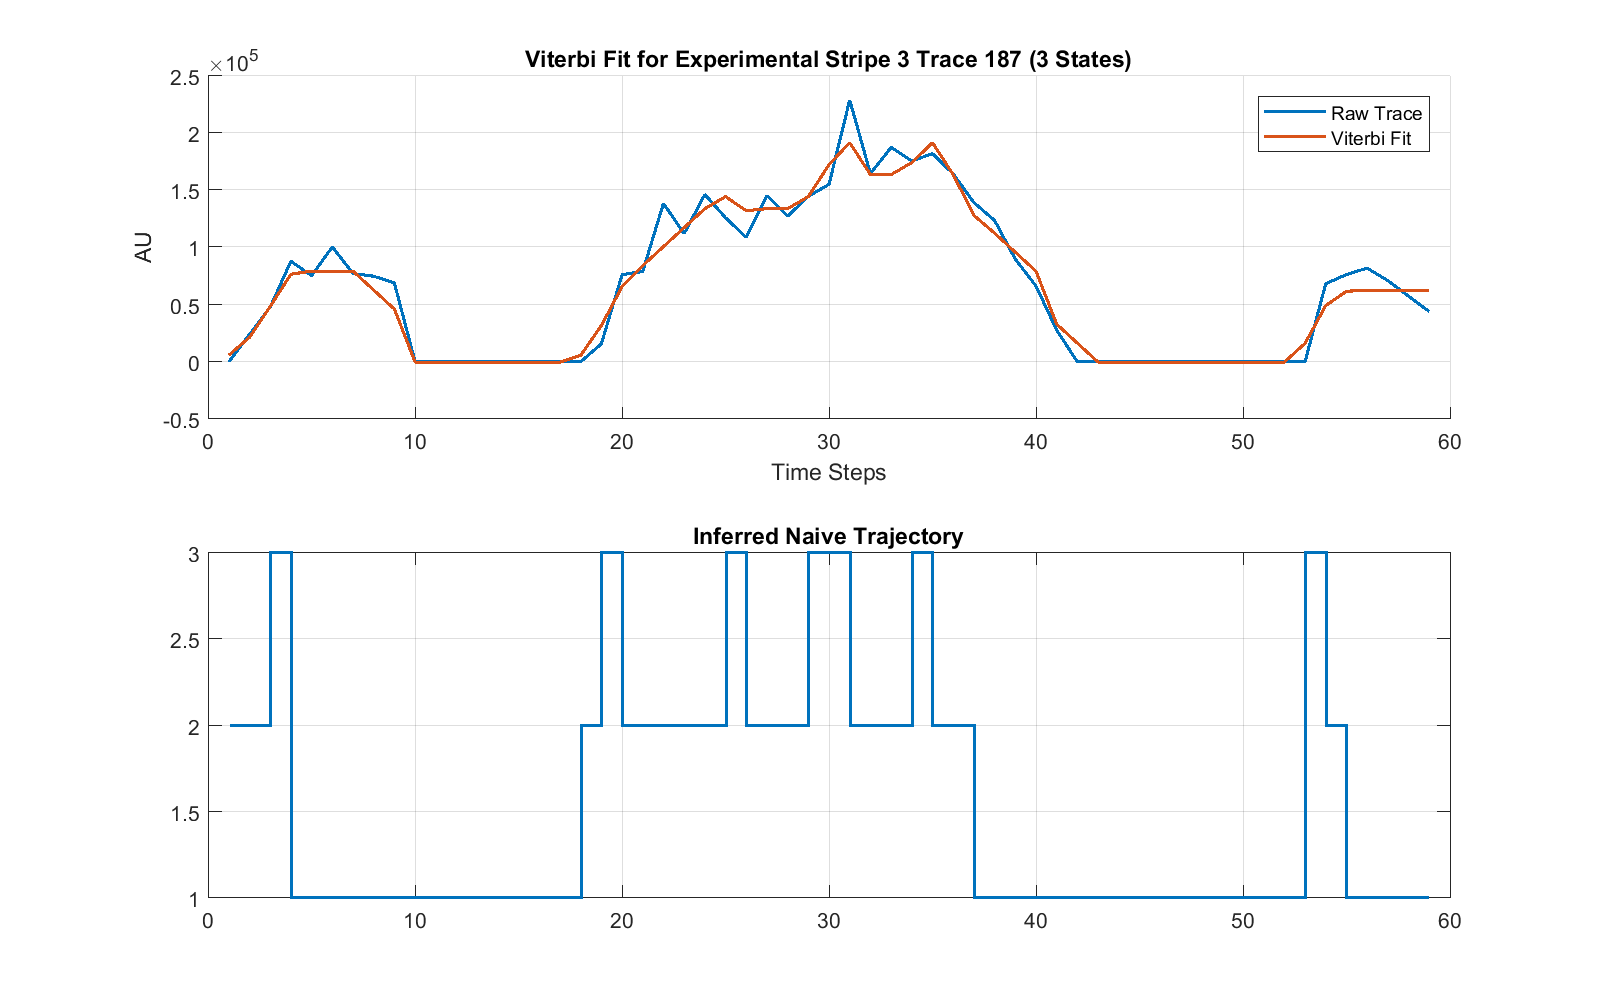 Viterbi Fit for Experimental Stripe 3 Trace 187 (3 States)
×10⁵
2.5
2
1.5
1
0.5
0
-0.5
AU
Raw Trace
Viterbi Fit
0 10 20 30 40 50 60
Time Steps
Inferred Naive Trajectory
3
2.5
2
1.5
1
0 10 20 30 40 50 60